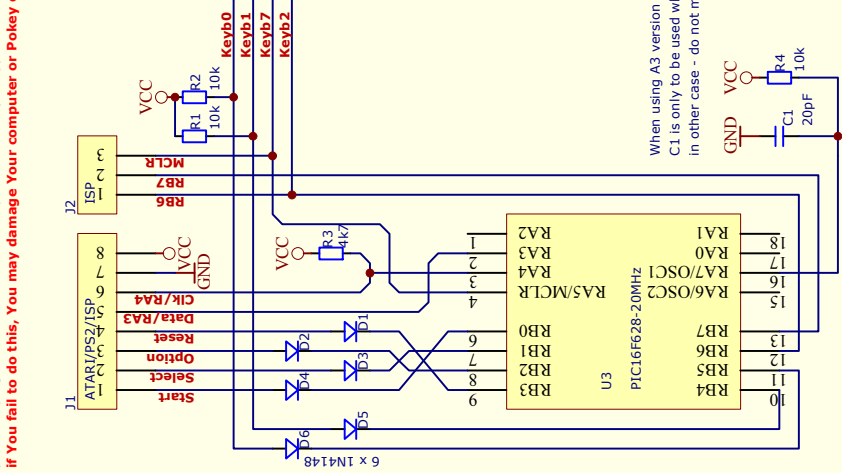 if You fail to do this, You may damage Your computer or Pokey
Keyb0
Keyb1
Keyb7
Keyb2
When using A3 version
C1 is only to be used
in other case - do not
VCC
R2
10k
R1
10k
VCC
R4
10k
GND
C1
20pF
J2
ISP
3
2
1
MCLR
RB7
RB6
J1
ATARI/PS2/ISP
8
7
6
5
4
3
2
1
VCC
GND
Clk/RA4
Data/RA3
Reset
Option
Select
Start
VCC
R3
4k7
D1
D2
D3
D4
D5
D6
6 x 1N4148
U3
PIC16F628-20MHz
RA2
RA3
RA4
RA5/MCLR
RB0
RB1
RB2
RB3
1
2
3
4
6
7
8
9
RA1
RA0
RA7/OSC1
RA6/OSC2
RB7
RB6
RB5
RB4
18
17
16
15
13
12
11
10